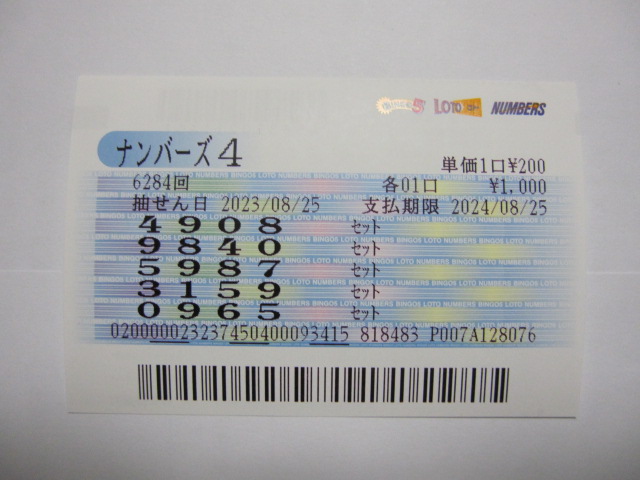 BINGO5 LOTO NUMBERS
ナンバーズ4
単価1口¥200
6284回 各01口 ¥1,000
抽せん日 2023/08/25 支払期限 2024/08/25
4908 セット
9840 セット
5987 セット
3159 セット
0965 セット
020000023237450400093415 818483 P007A128076